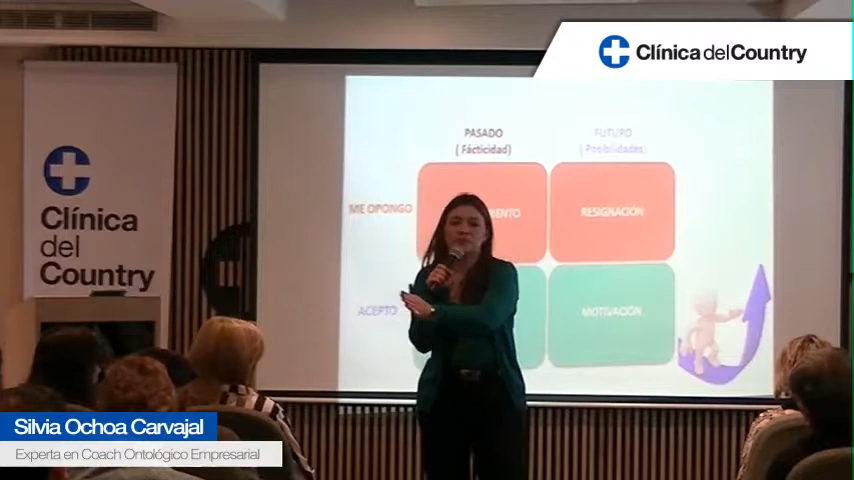 Clínica del Country
PASADO
( Fácticidad)
FUTURO
( Posibilidades)
Clínica
del
Country
ME OPONGO
RESIGNACIÓN
ACEPTO
MOTIVACIÓN
Silvia Ochoa Carvajal
Experta en Coach Ontológico Empresarial